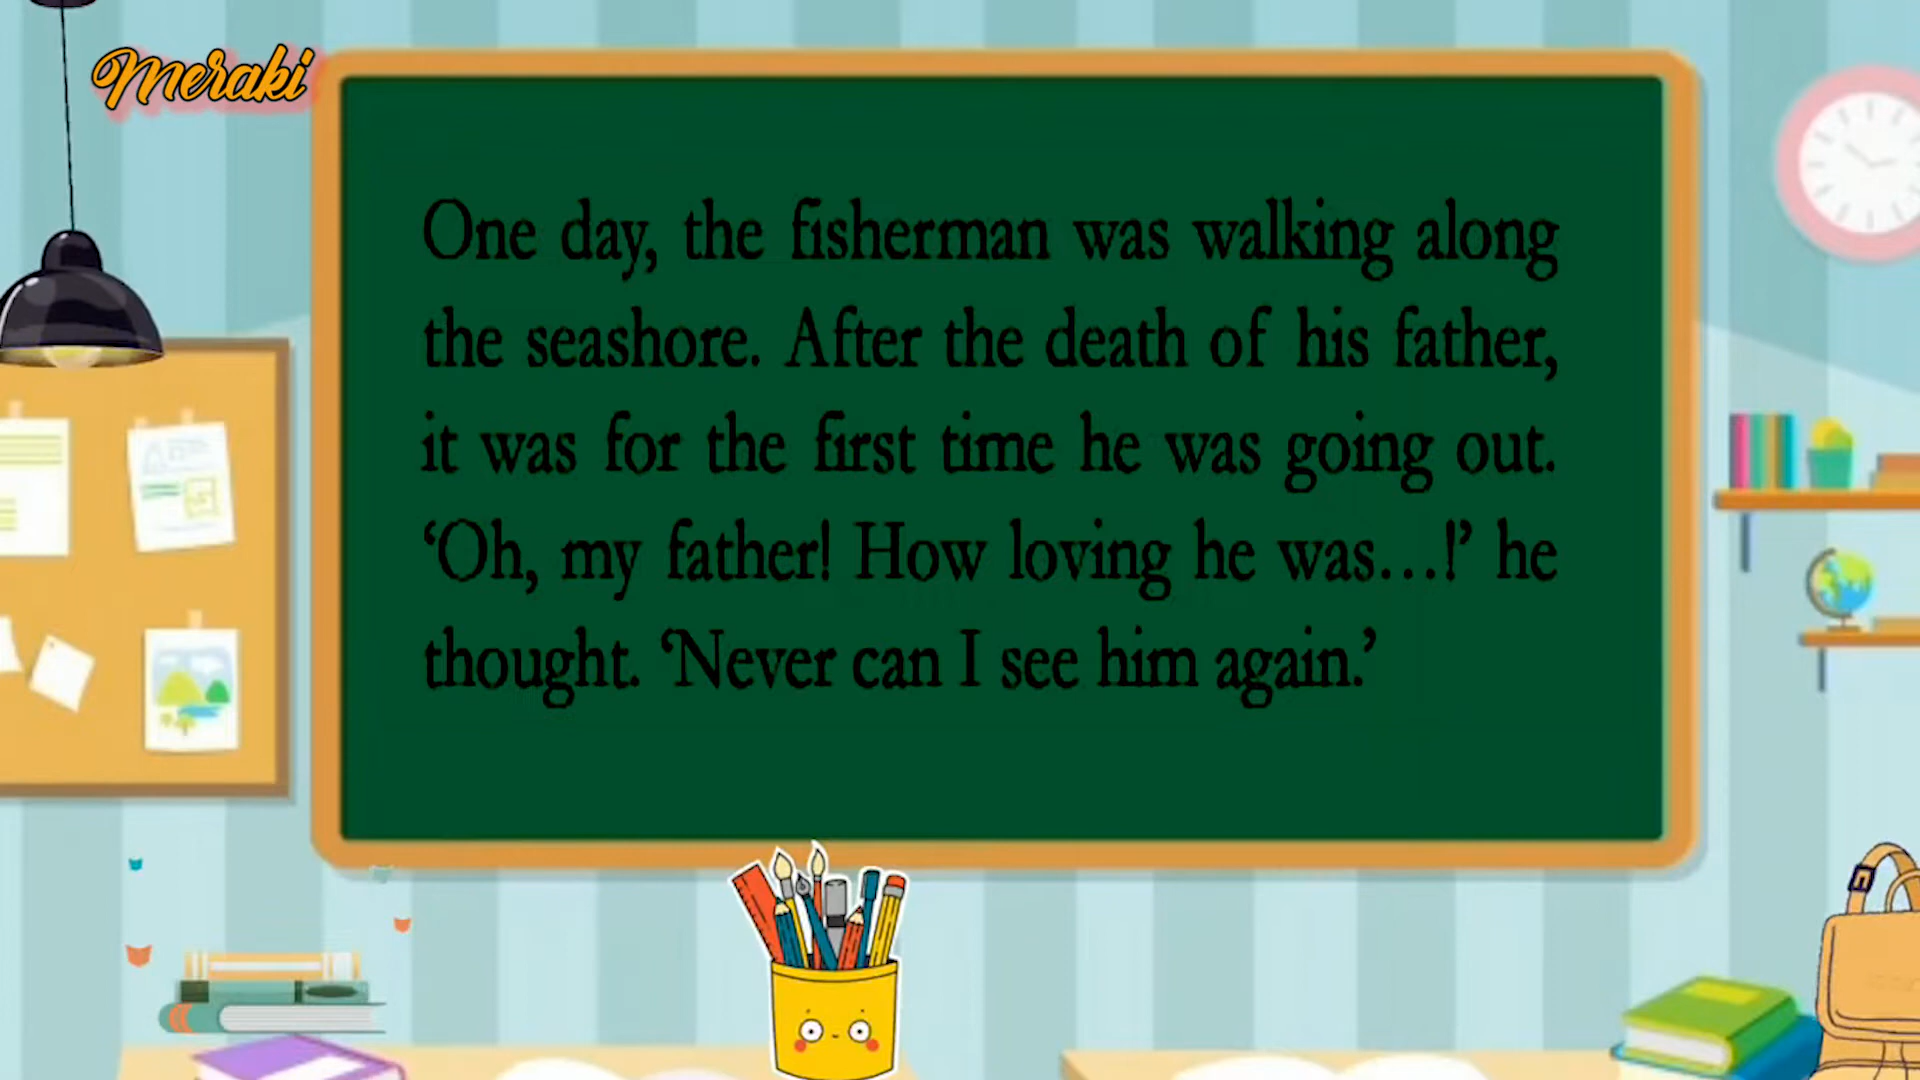 Meraki
One day, the fisherman was walking along
the seashore. After the death of his father,
it was for the first time he was going out.
‘Oh, my father! How loving he was...!’ he
thought. ‘Never can I see him again.’